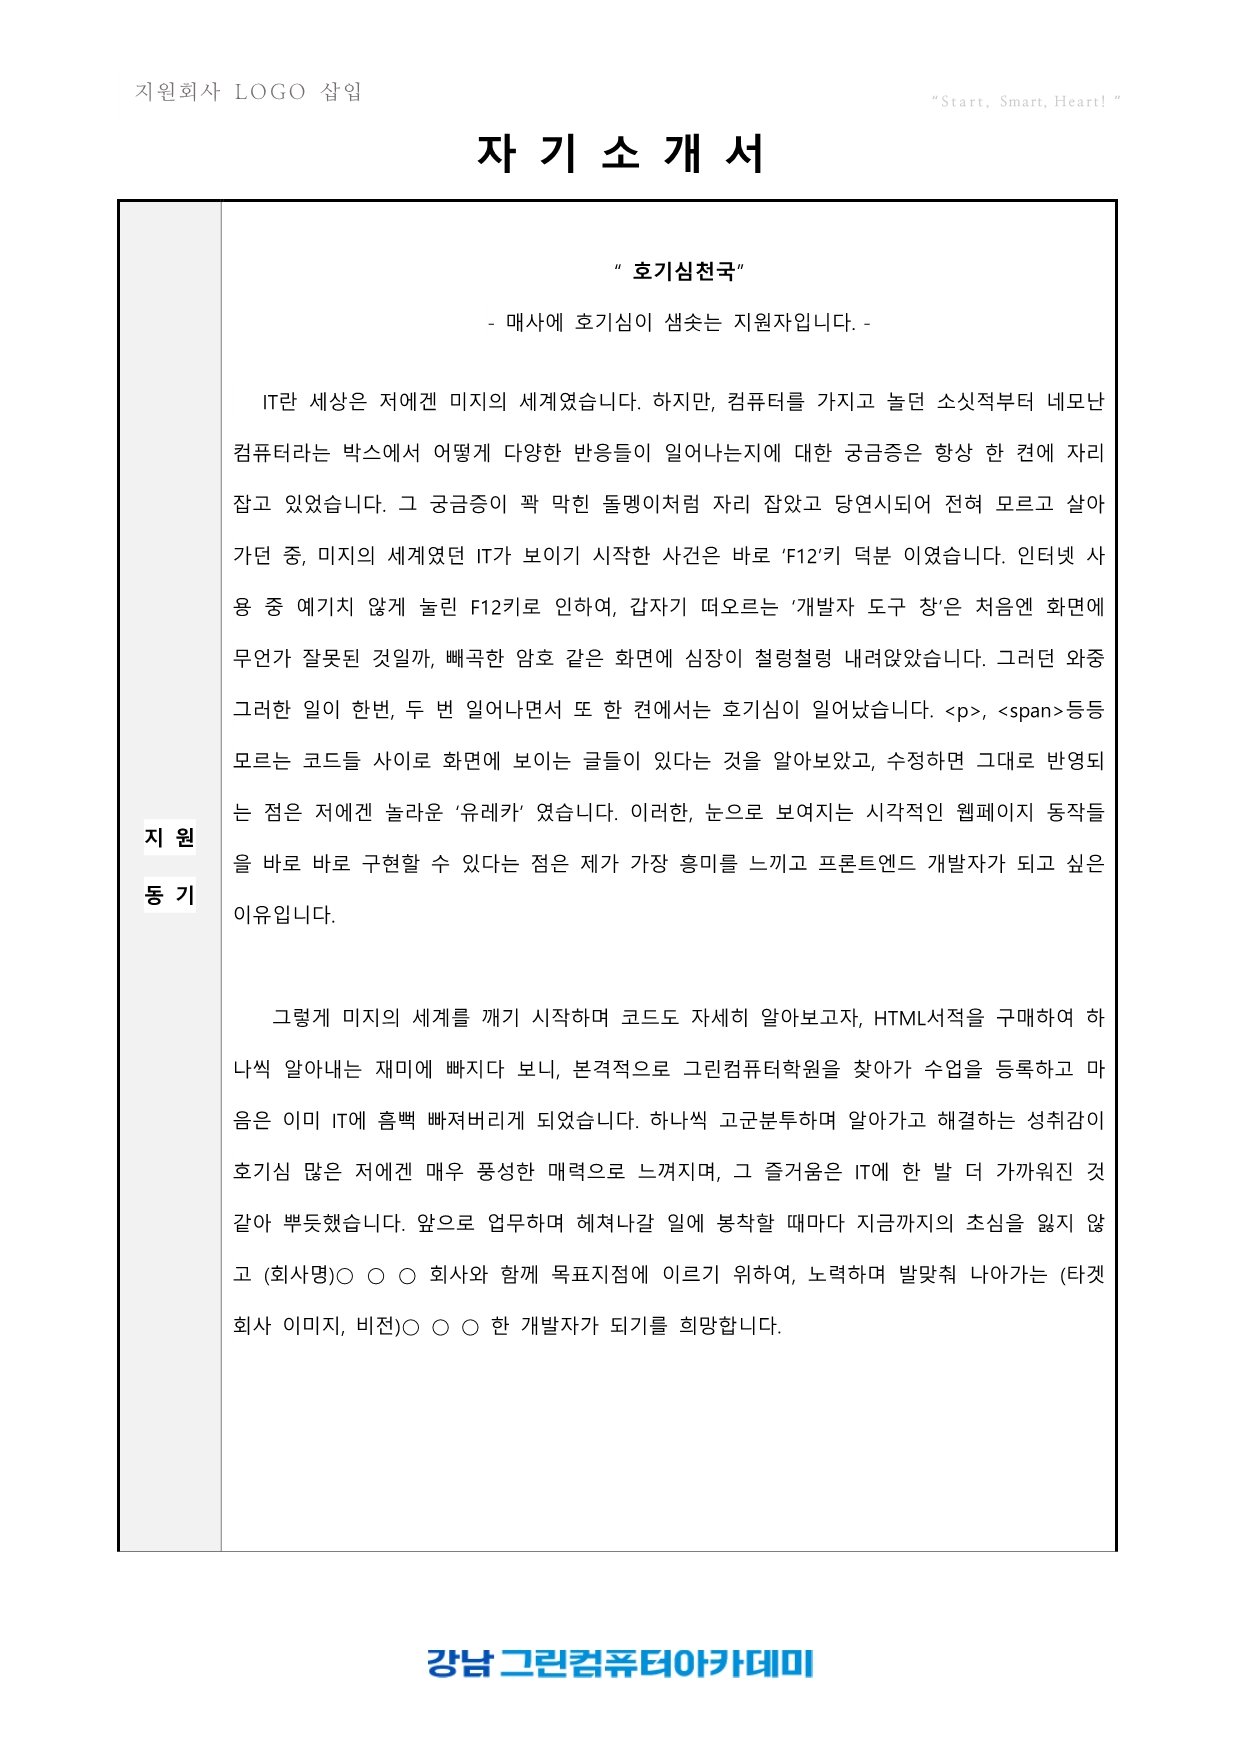 지원회사 LOGO 삽입
“Start, Smart, Heart! ”
자 기 소 개 서
“ 호기심천국”
- 매사에 호기심이 샘솟는 지원자입니다. -
IT란 세상은 저에겐 미지의 세계였습니다. 하지만, 컴퓨터를 가지고 놀던 소싯적부터 네모난
컴퓨터라는 박스에서 어떻게 다양한 반응들이 일어나는지에 대한 궁금증은 항상 한 켠에 자리
잡고 있었습니다. 그 궁금증이 꽉 막힌 돌멩이처럼 자리 잡았고 당연시되어 전혀 모르고 살아
가던 중, 미지의 세계였던 IT가 보이기 시작한 사건은 바로 ‘F12’키 덕분 이였습니다. 인터넷 사
용 중 예기치 않게 눌린 F12키로 인하여, 갑자기 떠오르는 ‘개발자 도구 창’은 처음엔 화면에
무언가 잘못된 것일까, 빼곡한 암호 같은 화면에 심장이 철렁철렁 내려앉았습니다. 그러던 와중
그러한 일이 한번, 두 번 일어나면서 또 한 켠에서는 호기심이 일어났습니다. <p>, <span>등등
모르는 코드들 사이로 화면에 보이는 글들이 있다는 것을 알아보았고, 수정하면 그대로 반영되
는 점은 저에겐 놀라운 ‘유레카’ 였습니다. 이러한, 눈으로 보여지는 시각적인 웹페이지 동작들
을 바로 바로 구현할 수 있다는 점은 제가 가장 흥미를 느끼고 프론트엔드 개발자가 되고 싶은
이유입니다.
지 원
동 기
그렇게 미지의 세계를 깨기 시작하며 코드도 자세히 알아보고자, HTML서적을 구매하여 하
나씩 알아내는 재미에 빠지다 보니, 본격적으로 그린컴퓨터학원을 찾아가 수업을 등록하고 마
음은 이미 IT에 흠뻑 빠져버리게 되었습니다. 하나씩 고군분투하며 알아가고 해결하는 성취감이
호기심 많은 저에겐 매우 풍성한 매력으로 느껴지며, 그 즐거움은 IT에 한 발 더 가까워진 것
같아 뿌듯했습니다. 앞으로 업무하며 헤쳐나갈 일에 봉착할 때마다 지금까지의 초심을 잃지 않
고 (회사명)○ ○ ○ 회사와 함께 목표지점에 이르기 위하여, 노력하며 발맞춰 나아가는 (타겟
회사 이미지, 비전)○ ○ ○ 한 개발자가 되기를 희망합니다.
강남 그린컴퓨터아카데미